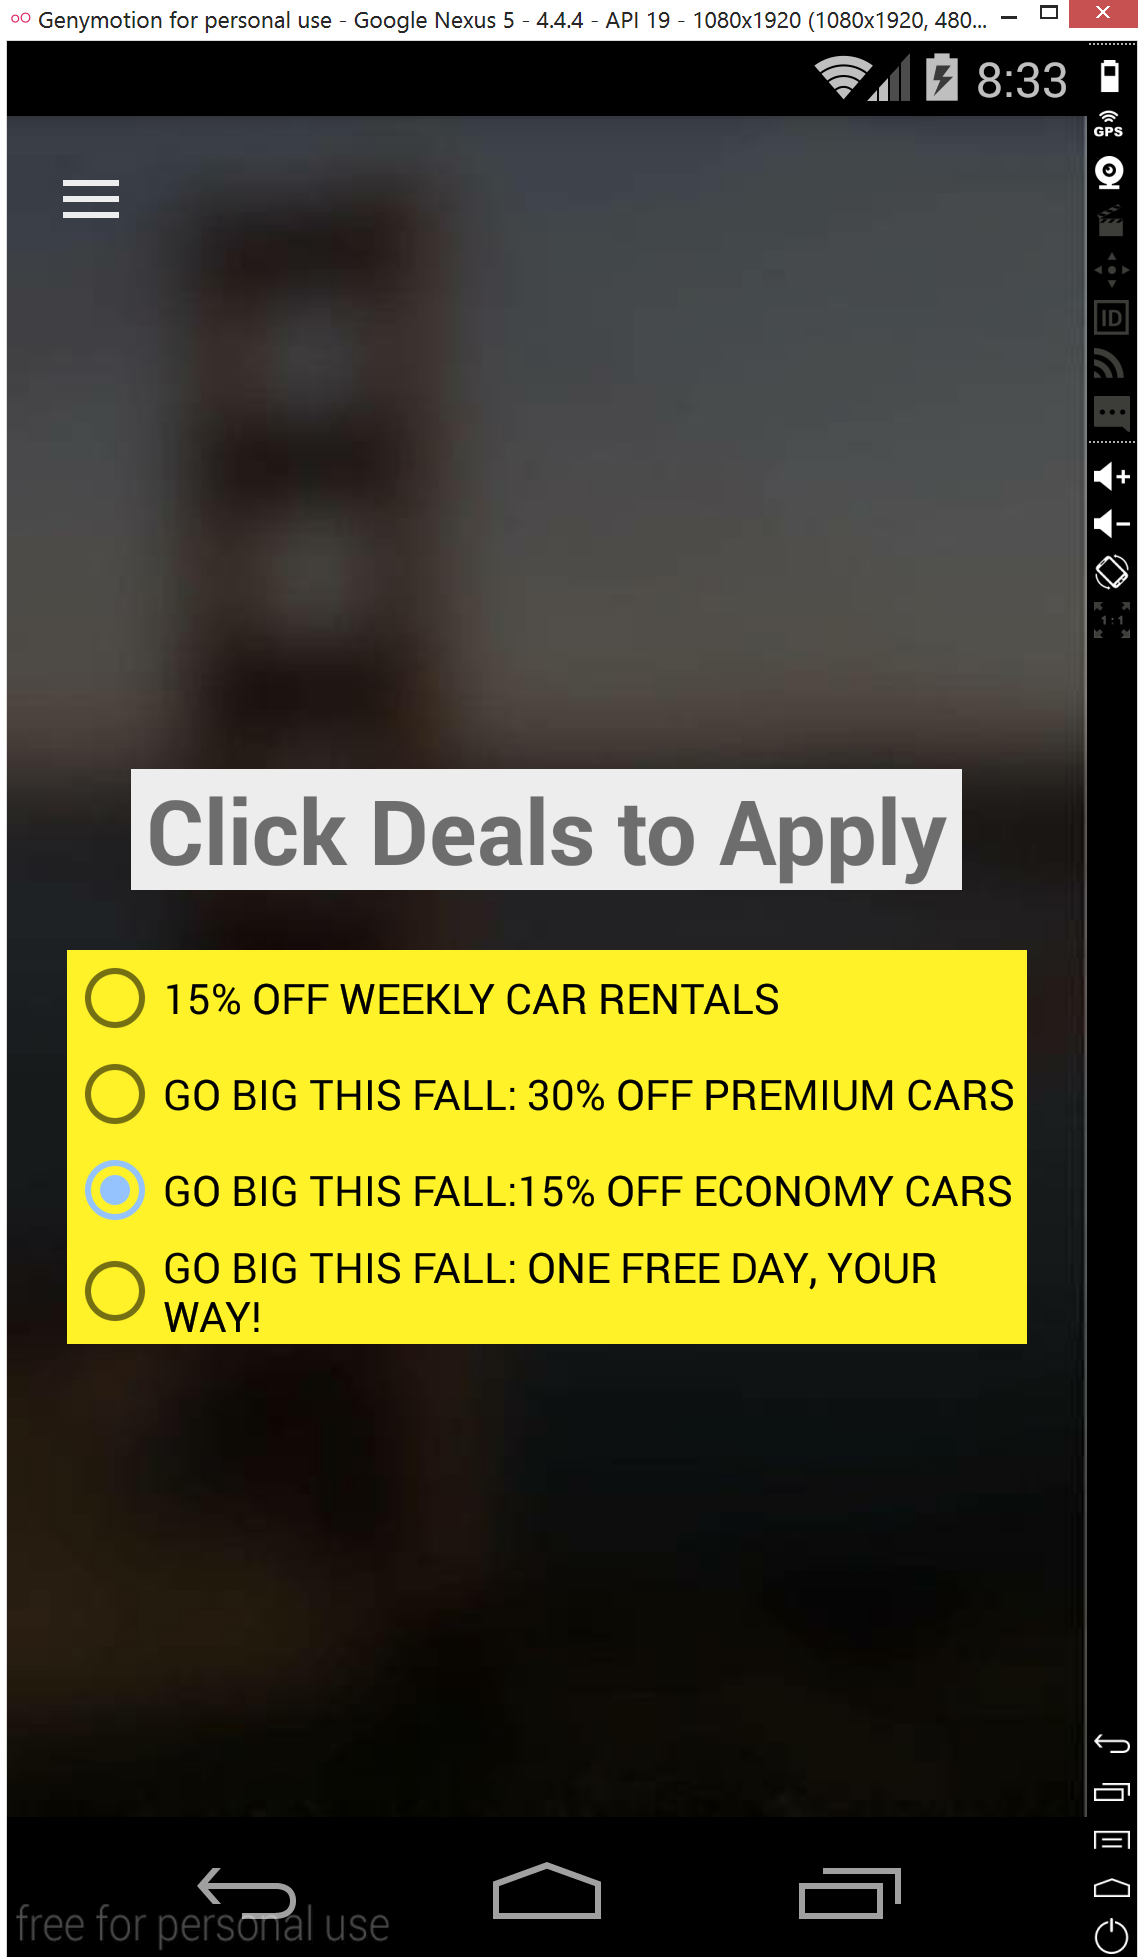 Genymotion for personal use - Google Nexus 5 - 4.4.4 - API 19 - 1080x1920 (1080x1920, 480...
8:33
GPS
ID
1:1
Click Deals to Apply
15% OFF WEEKLY CAR RENTALS
GO BIG THIS FALL: 30% OFF PREMIUM CARS
GO BIG THIS FALL:15% OFF ECONOMY CARS
GO BIG THIS FALL: ONE FREE DAY, YOUR
WAY!
free for personal use